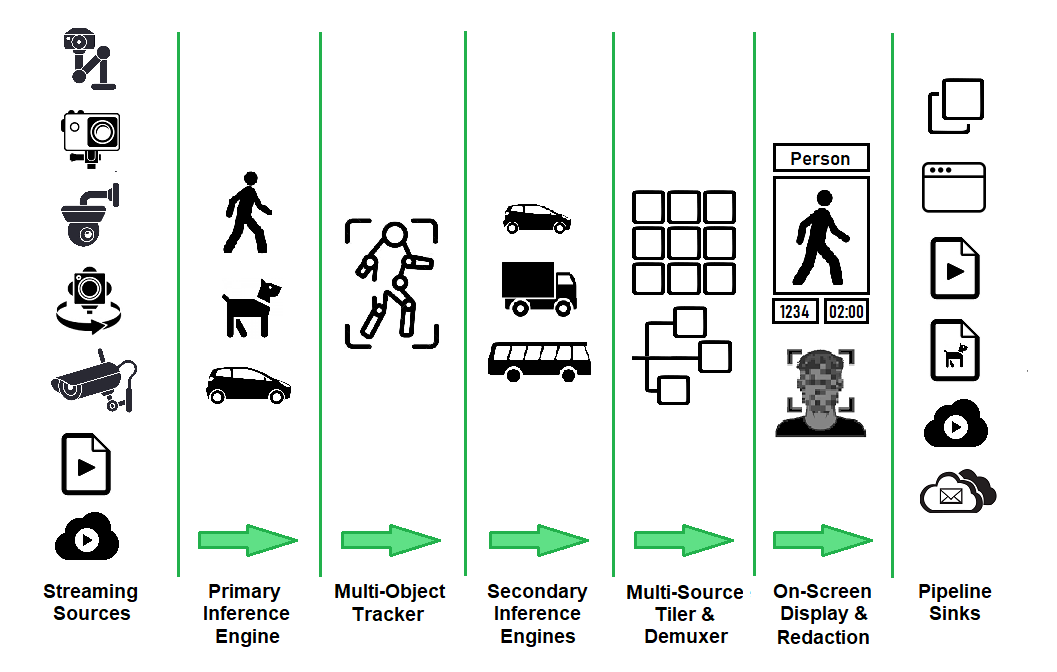 Person
1234 02:00
Streaming
Sources
Primary
Inference
Engine
Multi-Object
Tracker
Secondary
Inference
Engines
Multi-Source
Tiler &
Demuxer
On-Screen
Display &
Redaction
Pipeline
Sinks